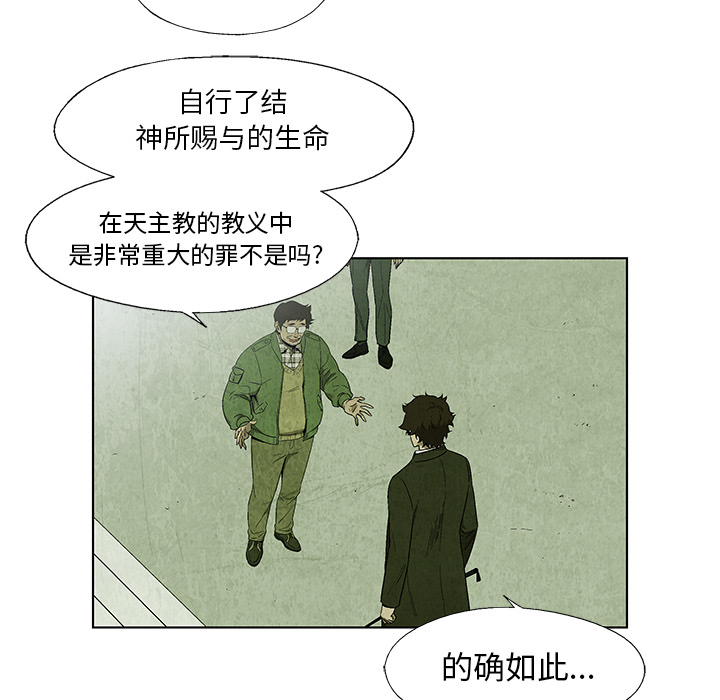 自行了结
神所赐与的生命
在天主教的教义中
是非常重大的罪不是吗?
的确如此...